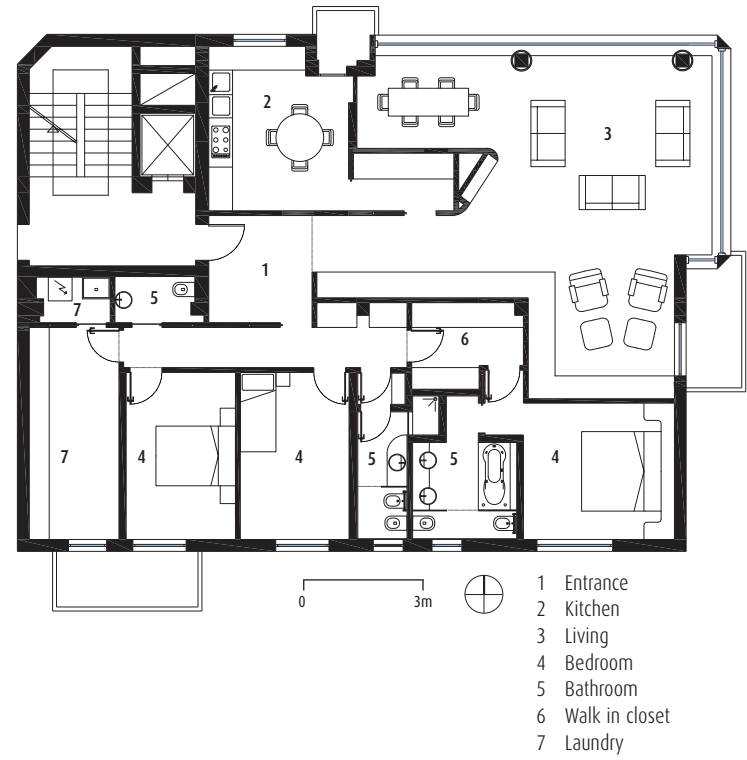 2
3
1
5
7
6
7
4
4
5
5
4
0 3m
1 Entrance
2 Kitchen
3 Living
4 Bedroom
5 Bathroom
6 Walk in closet
7 Laundry